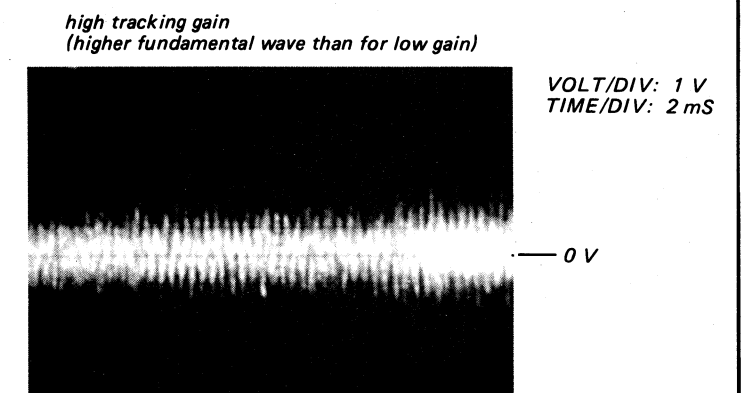 high tracking gain
(higher fundamental wave than for low gain)
VOLT/DIV: 1 V
TIME/DIV: 2 mS
0 V